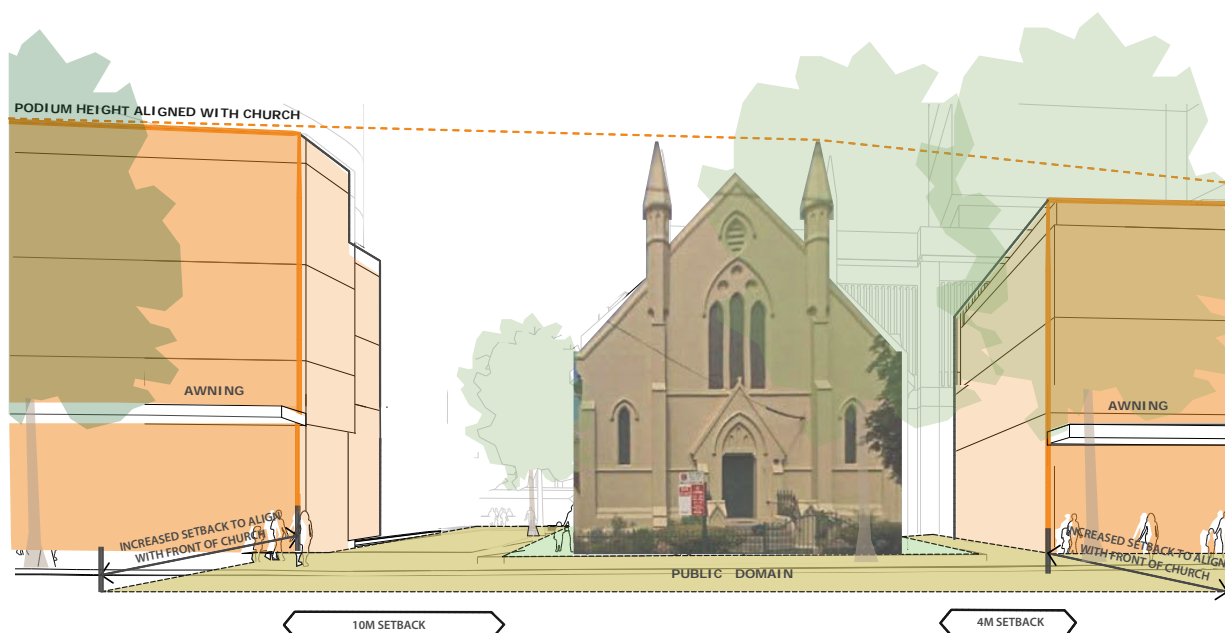 PODIUM HEIGHT ALIGNED WITH CHURCH
AWNING
AWNING
INCREASED SETBACK TO ALIGN
WITH FRONT OF CHURCH
INCREASED SETBACK TO ALIGN
WITH FRONT OF CHURCH
PUBLIC DOMAIN
10M SETBACK
4M SETBACK